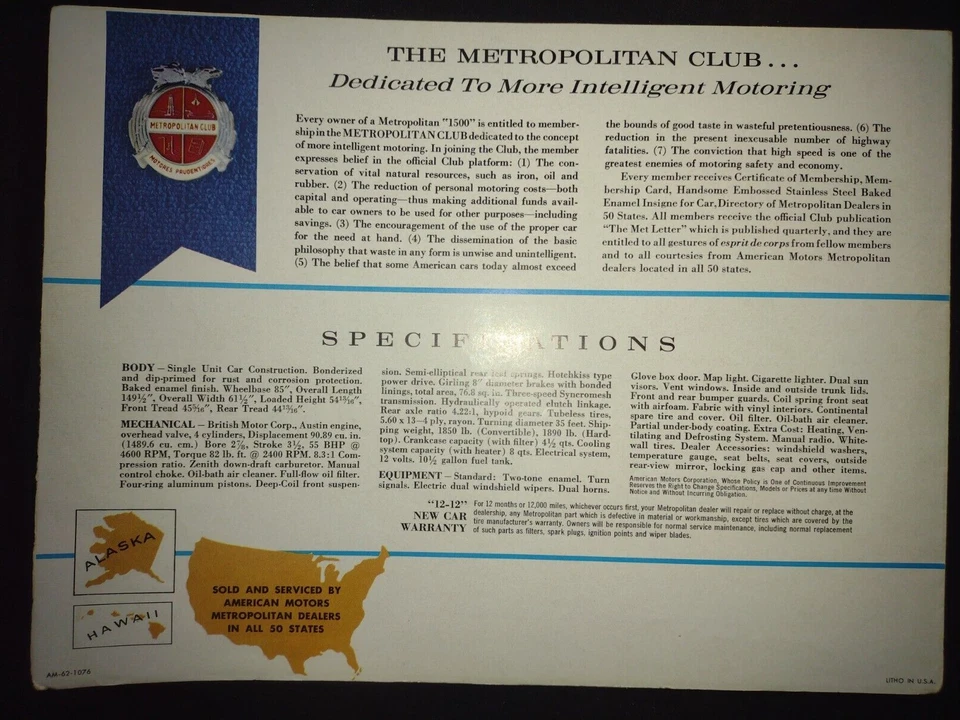 METROPOLITAN CLUB
MOTORES PRUDENTIORES
THE METROPOLITAN CLUB...
Dedicated To More Intelligent Motoring
Every owner of a Metropolitan "1500" is entitled to member-
ship in the METROPOLITAN CLUB dedicated to the concept
of more intelligent motoring. In joining the Club, the member
expresses belief in the official Club platform: (1) The con-
servation of vital natural resources, such as iron, oil and
rubber. (2) The reduction of personal motoring costs—both
capital and operating—thus making additional funds avail-
able to car owners to be used for other purposes—including
savings. (3) The encouragement of the use of the proper car
for the need at hand. (4) The dissemination of the basic
philosophy that waste in any form is unwise and unintelligent.
(5) The belief that some American cars today almost exceed
the bounds of good taste in wasteful pretentiousness. (6) The
reduction in the present inexcusable number of highway
fatalities. (7) The conviction that high speed is one of the
greatest enemies of motoring safety and economy.
Every member receives Certificate of Membership, Mem-
bership Card, Handsome Embossed Stainless Steel Baked
Enamel Insigne for Car, Directory of Metropolitan Dealers in
50 States. All members receive the official Club publication
"The Met Letter" which is published quarterly, and they are
entitled to all gestures of esprit de corps from fellow members
and to all courtesies from American Motors Metropolitan
dealers located in all 50 states.
SPECIFICATIONS
BODY — Single Unit Car Construction. Bonderized
and dip-primed for rust and corrosion protection.
Baked enamel finish. Wheelbase 85", Overall Length
149½", Overall Width 61½", Loaded Height 54 15/16",
Front Tread 45 5/16", Rear Tread 44 13/16".
MECHANICAL — British Motor Corp., Austin engine,
overhead valve, 4 cylinders, Displacement 90.89 cu. in.
(1489.6 cu. cm.) Bore 2⅞, Stroke 3½, 55 BHP @
4600 RPM, Torque 82 lb. ft. @ 2400 RPM. 8.3:1 Com-
pression ratio. Zenith down-draft carburetor. Manual
control choke. Oil-bath air cleaner. Full-flow oil filter.
Four-ring aluminum pistons. Deep-Coil front suspen-
sion. Semi-elliptical rear leaf springs. Hotchkiss type
power drive. Girling 8" diameter brakes with bonded
linings, total area, 76.8 sq. in. Three-speed Syncromesh
transmission. Hydraulically operated clutch linkage.
Rear axle ratio 4.22:1, hypoid gears. Tubeless tires,
5.60 x 13—4 ply, rayon. Turning diameter 35 feet. Ship-
ping weight, 1850 lb. (Convertible), 1890 lb. (Hard-
top). Crankcase capacity (with filter) 4½ qts. Cooling
system capacity (with heater) 8 qts. Electrical system,
12 volts. 10½ gallon fuel tank.
EQUIPMENT — Standard: Two-tone enamel. Turn
signals. Electric dual windshield wipers. Dual horns.
Glove box door. Map light. Cigarette lighter. Dual sun
visors. Vent windows. Inside and outside trunk lids.
Front and rear bumper guards. Coil spring front seat
with airfoam. Fabric with vinyl interiors. Continental
spare tire and cover. Oil filter. Oil-bath air cleaner.
Partial under-body coating. Extra Cost: Heating, Ven-
tilating and Defrosting System. Manual radio. White-
wall tires. Dealer Accessories: windshield washers,
temperature gauge, seat belts, seat covers, outside
rear-view mirror, locking gas cap and other items.
American Motors Corporation, Whose Policy is One of Continuous Improvement
Reserves the Right to Change Specifications, Models or Prices at any time Without
Notice and Without Incurring Obligation.
"12-12"
NEW CAR
WARRANTY
For 12 months or 12,000 miles, whichever occurs first, your Metropolitan dealer will repair or replace without charge, at the
dealership, any Metropolitan part which is defective in material or workmanship, except tires which are covered by the
tire manufacturer's warranty. Owners will be responsible for normal service maintenance, including normal replacement
of such parts as filters, spark plugs, ignition points and wiper blades.
ALASKA
HAWAII
SOLD AND SERVICED BY
AMERICAN MOTORS
METROPOLITAN DEALERS
IN ALL 50 STATES
AM-62-1076
LITHO IN U.S.A.